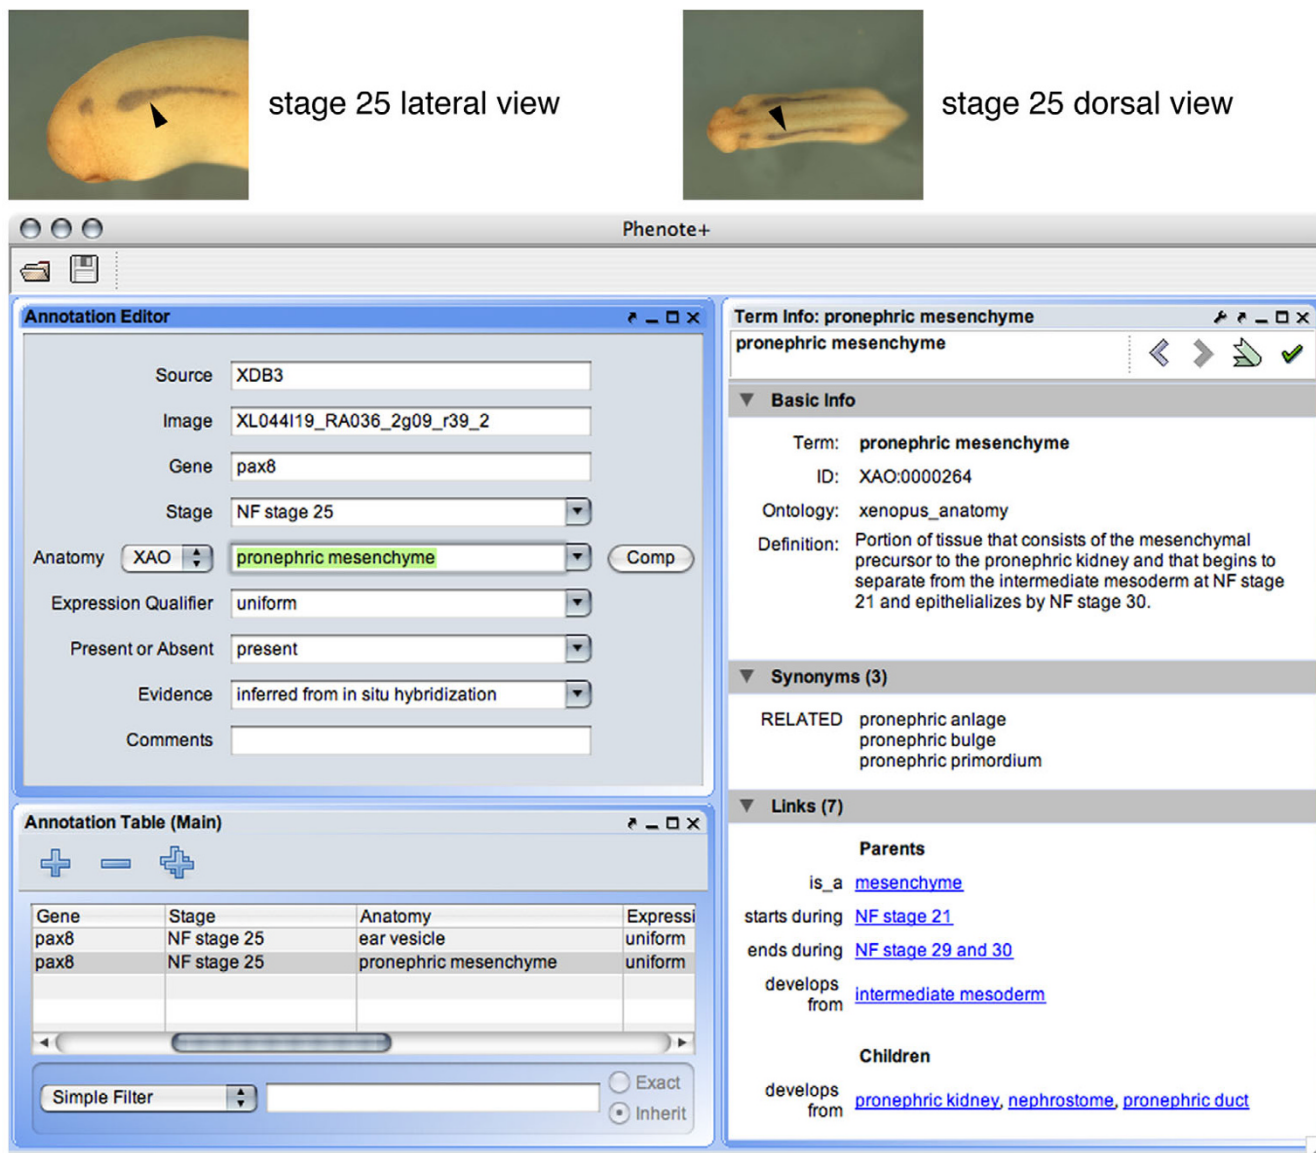 stage 25 lateral view
stage 25 dorsal view
Phenote+
Annotation Editor
Source XDB3
Image XL044I19_RA036_2g09_r39_2
Gene pax8
Stage NF stage 25
Anatomy XAO pronephric mesenchyme Comp
Expression Qualifier uniform
Present or Absent present
Evidence inferred from in situ hybridization
Comments
Annotation Table (Main)
Gene Stage Anatomy Expressi
pax8 NF stage 25 ear vesicle uniform
pax8 NF stage 25 pronephric mesenchyme uniform
Simple Filter
Exact
Inherit
Term Info: pronephric mesenchyme
pronephric mesenchyme
Basic Info
Term: pronephric mesenchyme
ID: XAO:0000264
Ontology: xenopus_anatomy
Definition: Portion of tissue that consists of the mesenchymal
precursor to the pronephric kidney and that begins to
separate from the intermediate mesoderm at NF stage
21 and epithelializes by NF stage 30.
Synonyms (3)
RELATED pronephric anlage
pronephric bulge
pronephric primordium
Links (7)
Parents
is_a mesenchyme
starts during NF stage 21
ends during NF stage 29 and 30
develops from intermediate mesoderm
Children
develops from pronephric kidney, nephrostome, pronephric duct